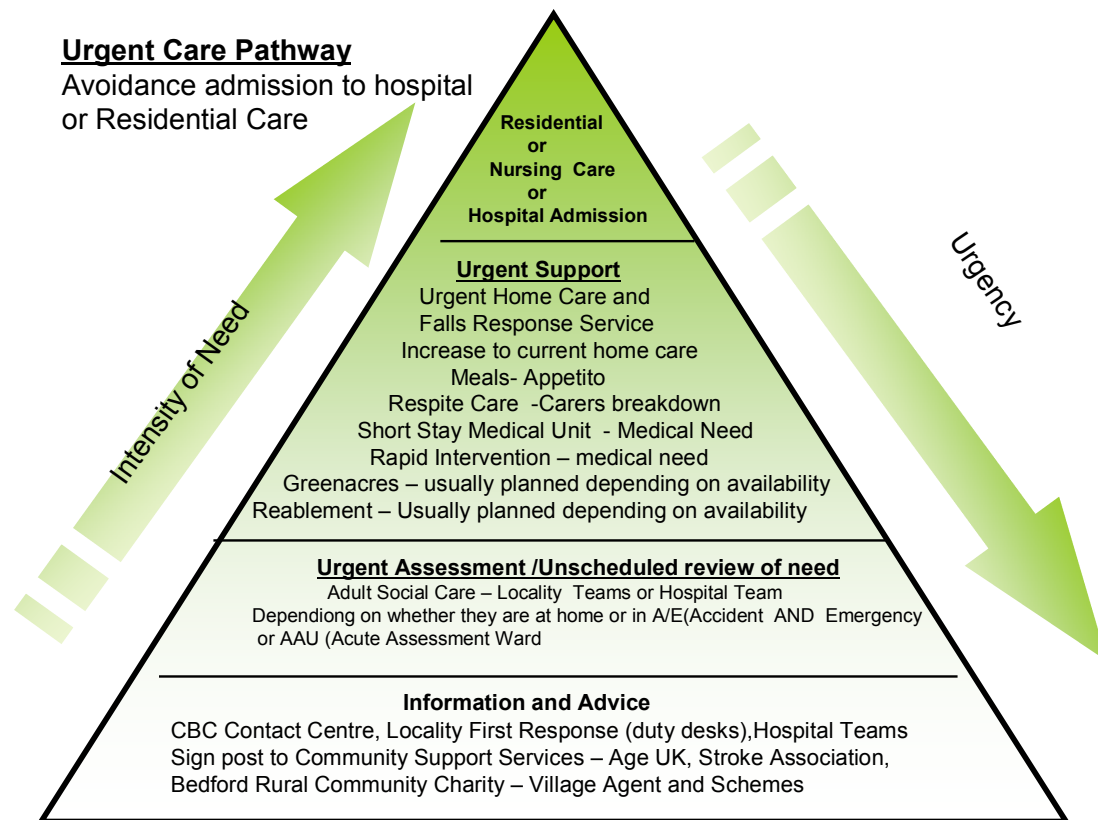 Urgent Care Pathway
Avoidance admission to hospital
or Residential Care
Residential
or
Nursing Care
or
Hospital Admission
Intensity of Need
Urgency
Urgent Support
Urgent Home Care and
Falls Response Service
Increase to current home care
Meals- Appetito
Respite Care -Carers breakdown
Short Stay Medical Unit - Medical Need
Rapid Intervention – medical need
Greenacres – usually planned depending on availability
Reablement – Usually planned depending on availability
Urgent Assessment /Unscheduled review of need
Adult Social Care – Locality Teams or Hospital Team
Dependiong on whether they are at home or in A/E(Accident AND Emergency
or AAU (Acute Assessment Ward
Information and Advice
CBC Contact Centre, Locality First Response (duty desks),Hospital Teams
Sign post to Community Support Services – Age UK, Stroke Association,
Bedford Rural Community Charity – Village Agent and Schemes